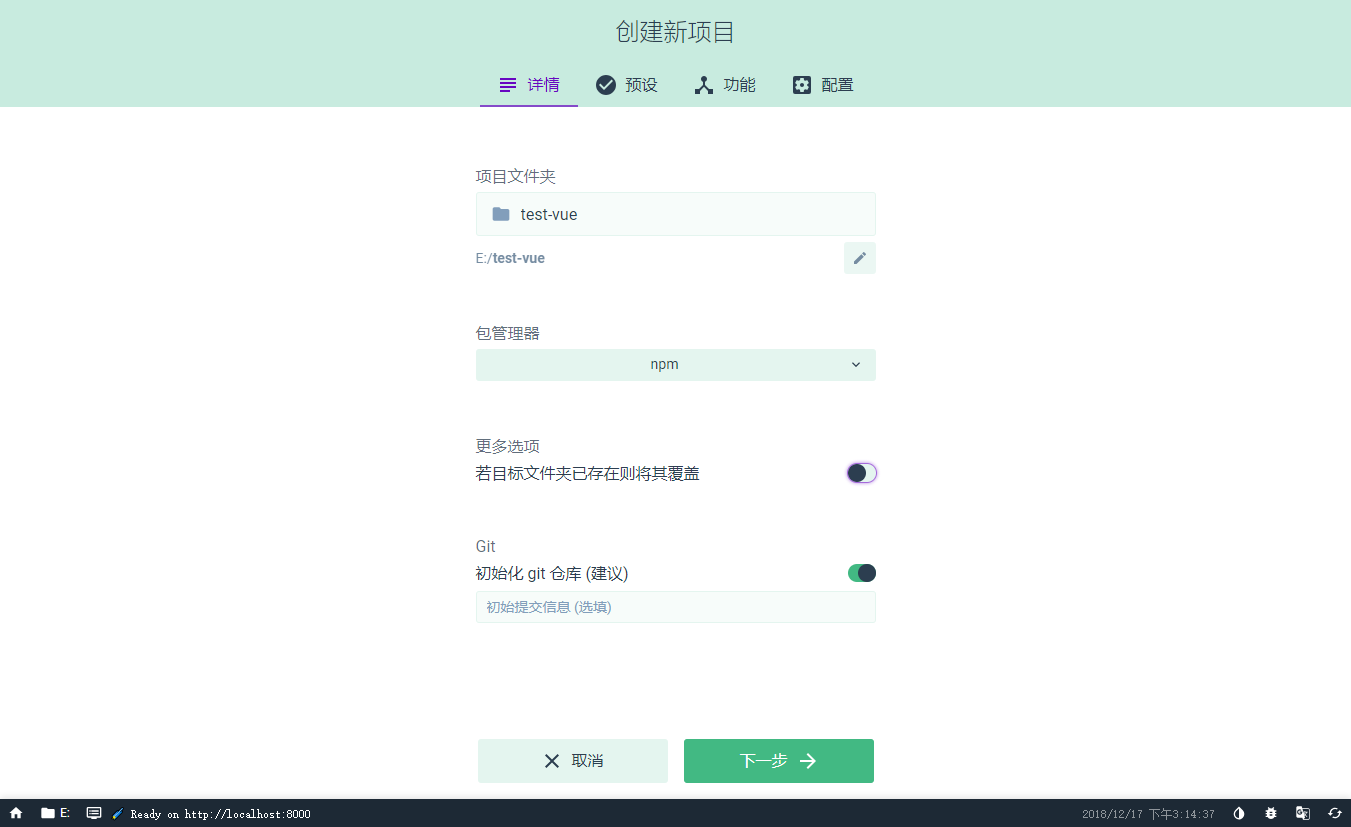 创建新项目
详情 预设 功能 配置
项目文件夹
test-vue
E:/test-vue
包管理器
npm
更多选项
若目标文件夹已存在则将其覆盖
Git
初始化 git 仓库 (建议)
初始提交信息 (选填)
取消 下一步
E: Ready on http://localhost:8000 2018/12/17 下午3:14:37